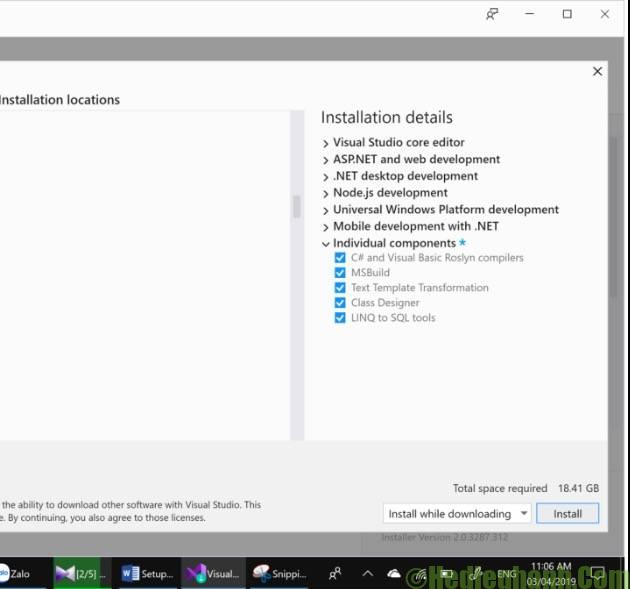 Installation locations
Installation details
Visual Studio core editor
ASP.NET and web development
.NET desktop development
Node.js development
Universal Windows Platform development
Mobile development with .NET
Individual components *
C# and Visual Basic Roslyn compilers
MSBuild
Text Template Transformation
Class Designer
LINQ to SQL tools
Total space required 18.41 GB
the ability to download other software with Visual Studio. This
e. By continuing, you also agree to those licenses.
Install while downloading
Install
Installer Version 2.0.3287.312
Zalo
[2/5] ...
Setup...
Visual...
Snippi...
ENG
11:06 AM
03/04/2019